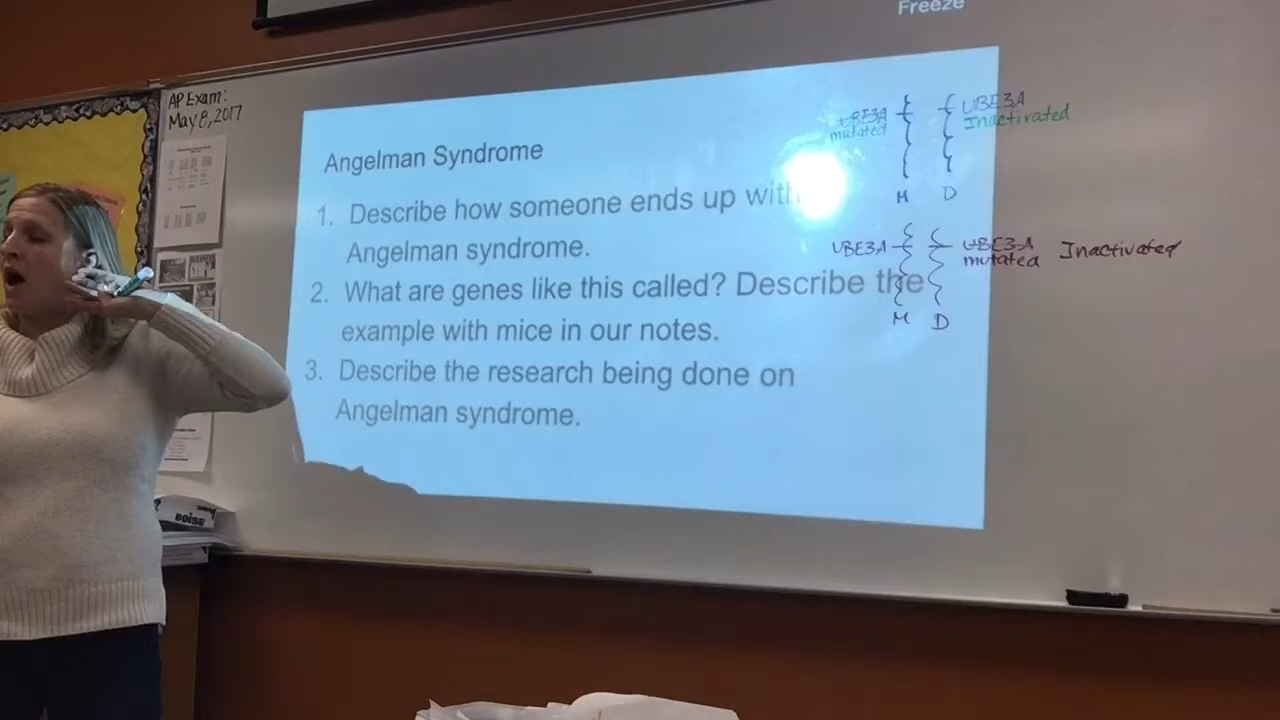 Freeze
AP Exam:
May 8, 2017
Angelman Syndrome
1. Describe how someone ends up with
Angelman syndrome.
2. What are genes like this called? Describe the
example with mice in our notes.
3. Describe the research being done on
Angelman syndrome.
UBE3A
mutated
UBE3A
Inactivated
M D
UBE3A
UBE3A
mutated
Inactivated
M D
BOISE